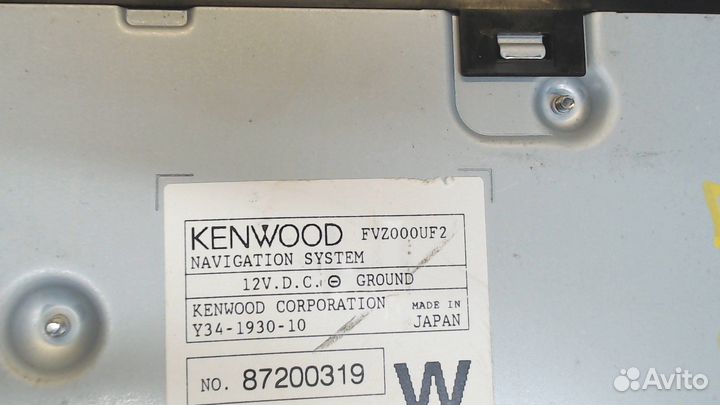 KENWOOD FVZ000UF2
NAVIGATION SYSTEM
12V.D.C. ⊖ GROUND
KENWOOD CORPORATION MADE IN
Y34-1930-10 JAPAN
NO. 87200319 W
Avito